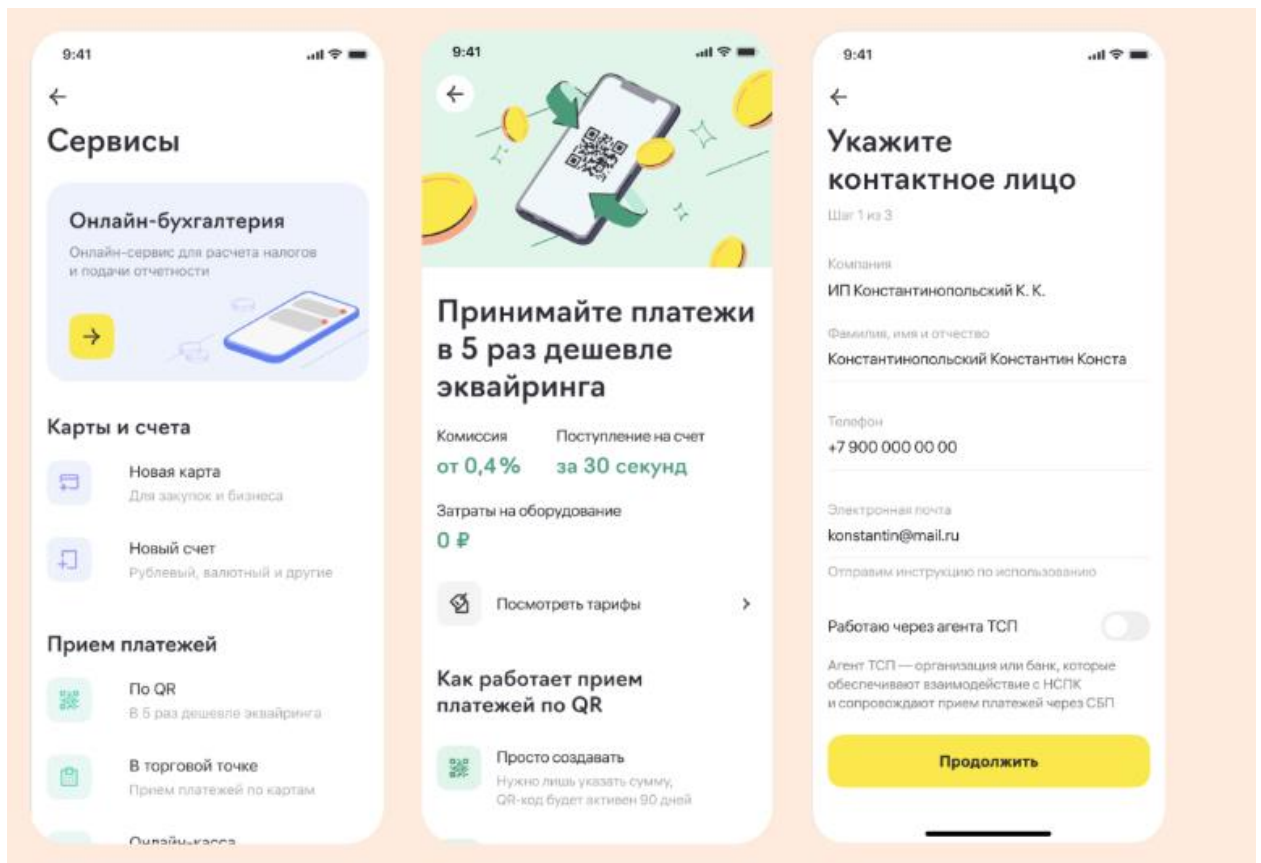 9:41
Сервисы
Онлайн-бухгалтерия
Онлайн-сервис для расчета налогов
и подачи отчетности
Карты и счета
Новая карта
Для закупок и бизнеса
Новый счет
Рублевый, валютный и другие
Прием платежей
По QR
В 5 раз дешевле эквайринга
В торговой точке
Прием платежей по картам
Онлайн-касса
9:41
Принимайте платежи
в 5 раз дешевле
эквайринга
Комиссия
Поступление на счет
от 0,4%
за 30 секунд
Затраты на оборудование
0 ₽
Посмотреть тарифы
Как работает прием
платежей по QR
Просто создавать
Нужно лишь указать сумму,
QR-код будет активен 90 дней
9:41
Укажите
контактное лицо
Шаг 1 из 3
Компания
ИП Константинопольский К. К.
Фамилия, имя и отчество
Константинопольский Константин Конста
Телефон
+7 900 000 00 00
Электронная почта
konstantin@mail.ru
Отправим инструкцию по использованию
Работаю через агента ТСП
Агент ТСП — организация или банк, которые
обеспечивают взаимодействие с НСПК
и сопровождают прием платежей через СБП
Продолжить